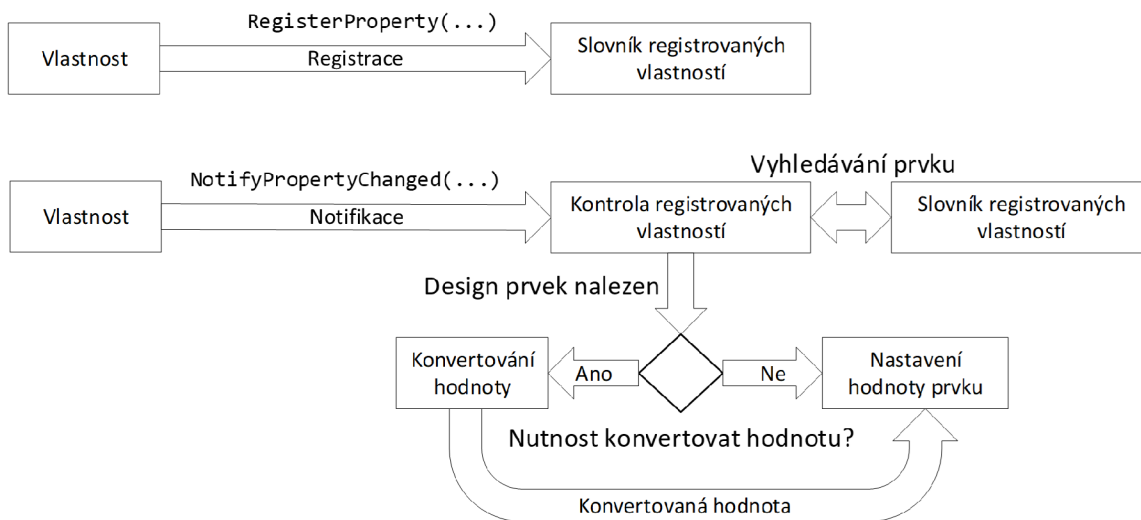 RegisterProperty(...)
Vlastnost
Registrace
Slovník registrovaných
vlastností
Vyhledávání prvku
NotifyPropertyChanged(...)
Vlastnost
Notifikace
Kontrola registrovaných
vlastností
Slovník registrovaných
vlastností
Design prvek nalezen
Konvertování
hodnoty
Ano
Ne
Nastavení
hodnoty prvku
Nutnost konvertovat hodnotu?
Konvertovaná hodnota